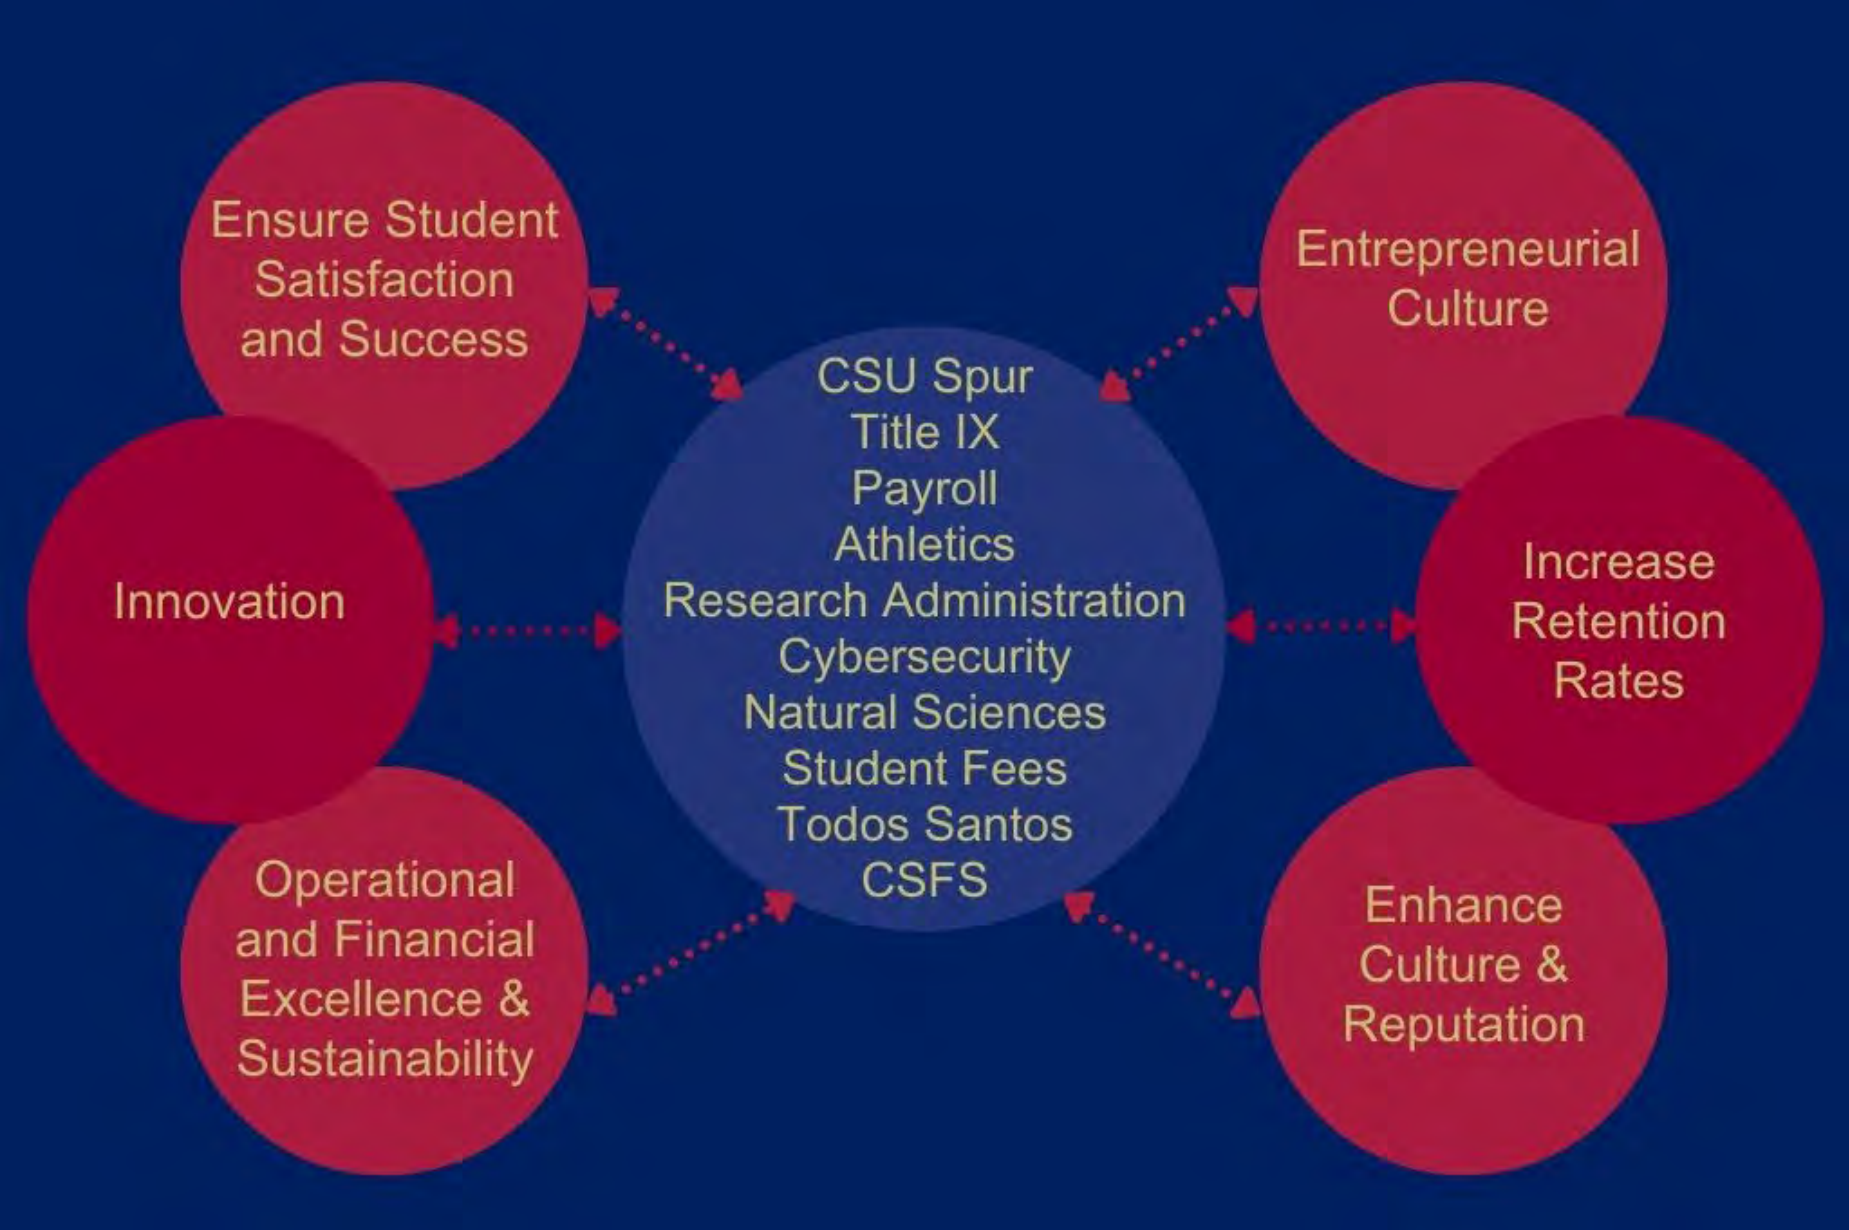 Ensure Student
Satisfaction
and Success
Innovation
Operational
and Financial
Excellence &
Sustainability
CSU Spur
Title IX
Payroll
Athletics
Research Administration
Cybersecurity
Natural Sciences
Student Fees
Todos Santos
CSFS
Entrepreneurial
Culture
Increase
Retention
Rates
Enhance
Culture &
Reputation